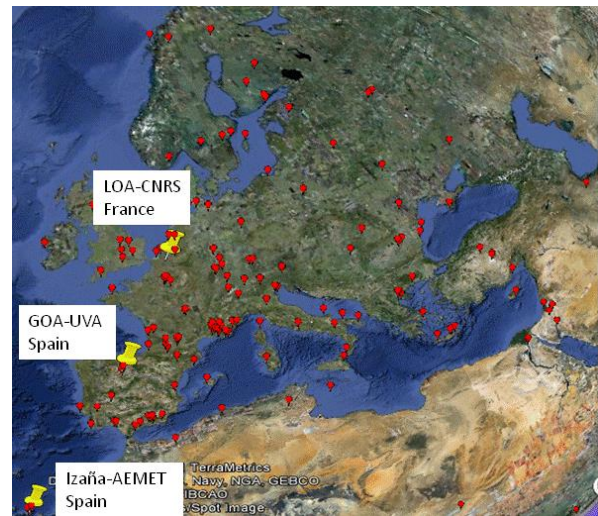 LOA-CNRS
France
GOA-UVA
Spain
Izaña-AEMET
Spain
TerraMetrics
Navy, NGA, GEBCO
IBCAO
s/Spot Image